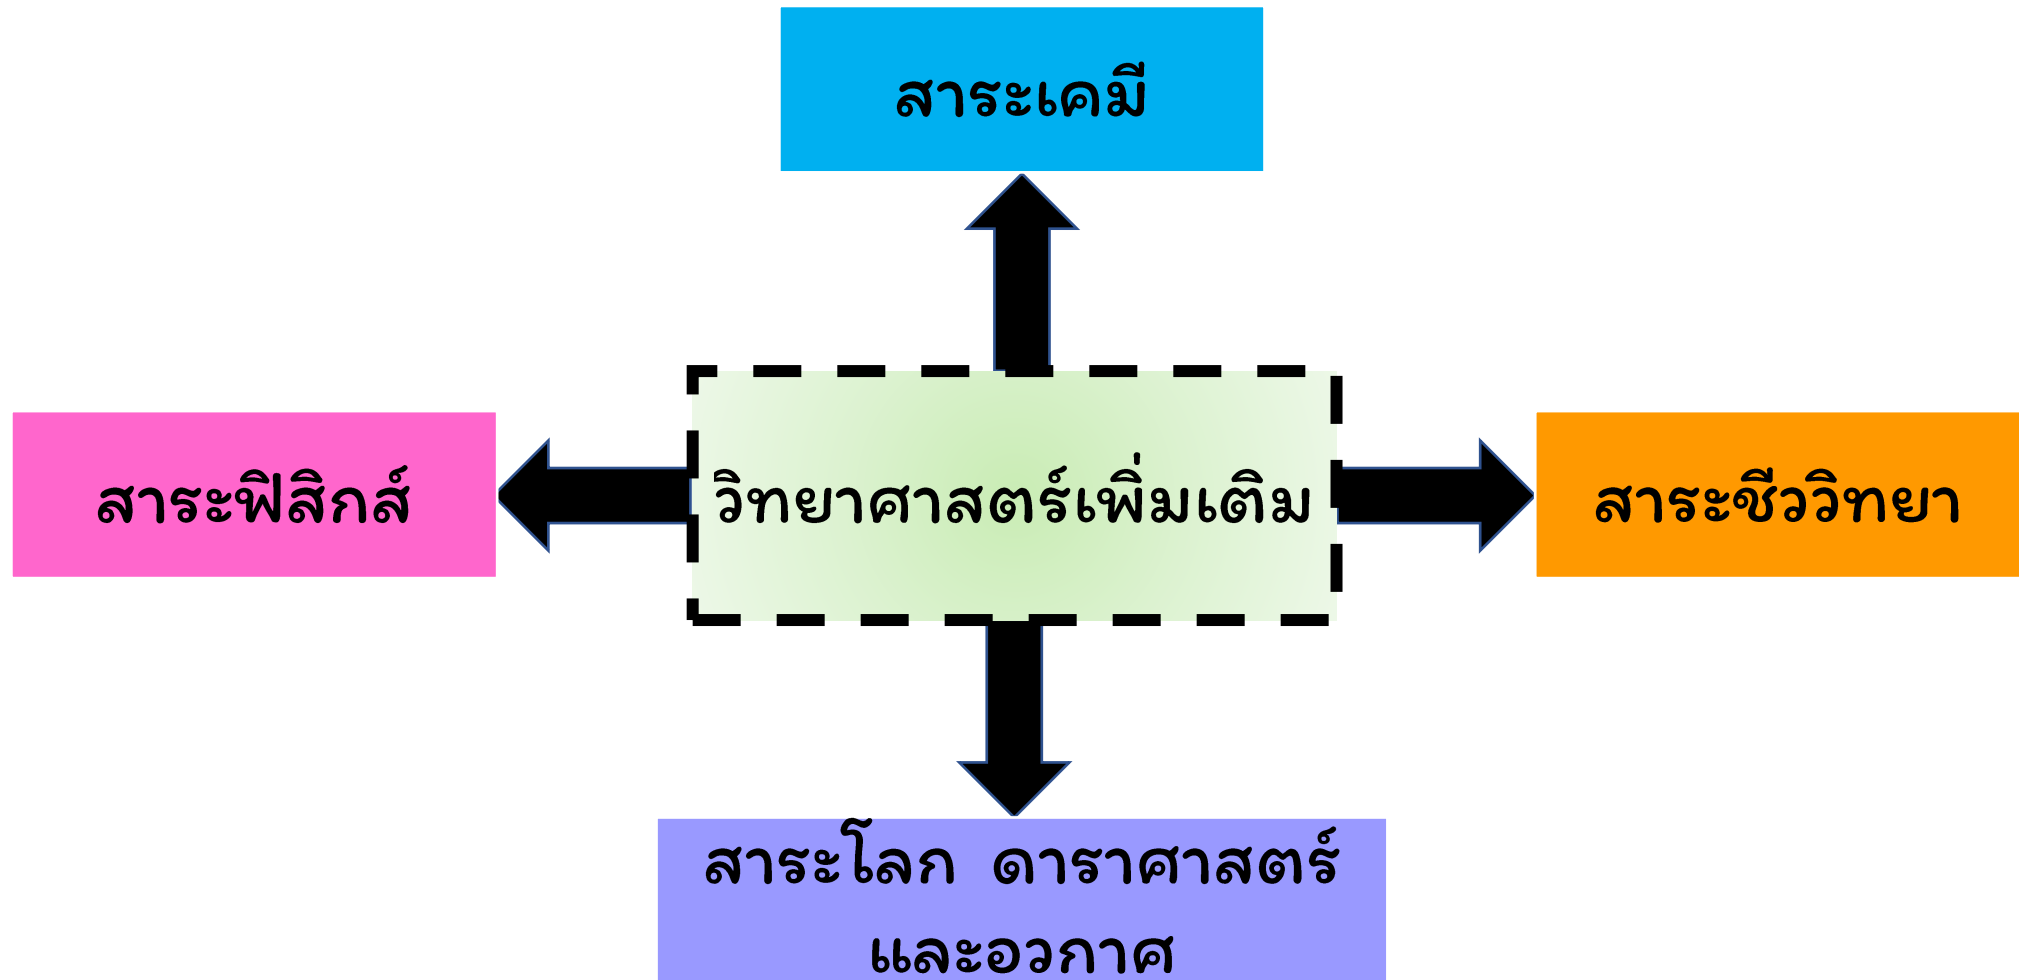 สาระเคมี
สาระฟิสิกส์
วิทยาศาสตร์เพิ่มเติม
สาระชีววิทยา
สาระโลก ดาราศาสตร์
และอวกาศ